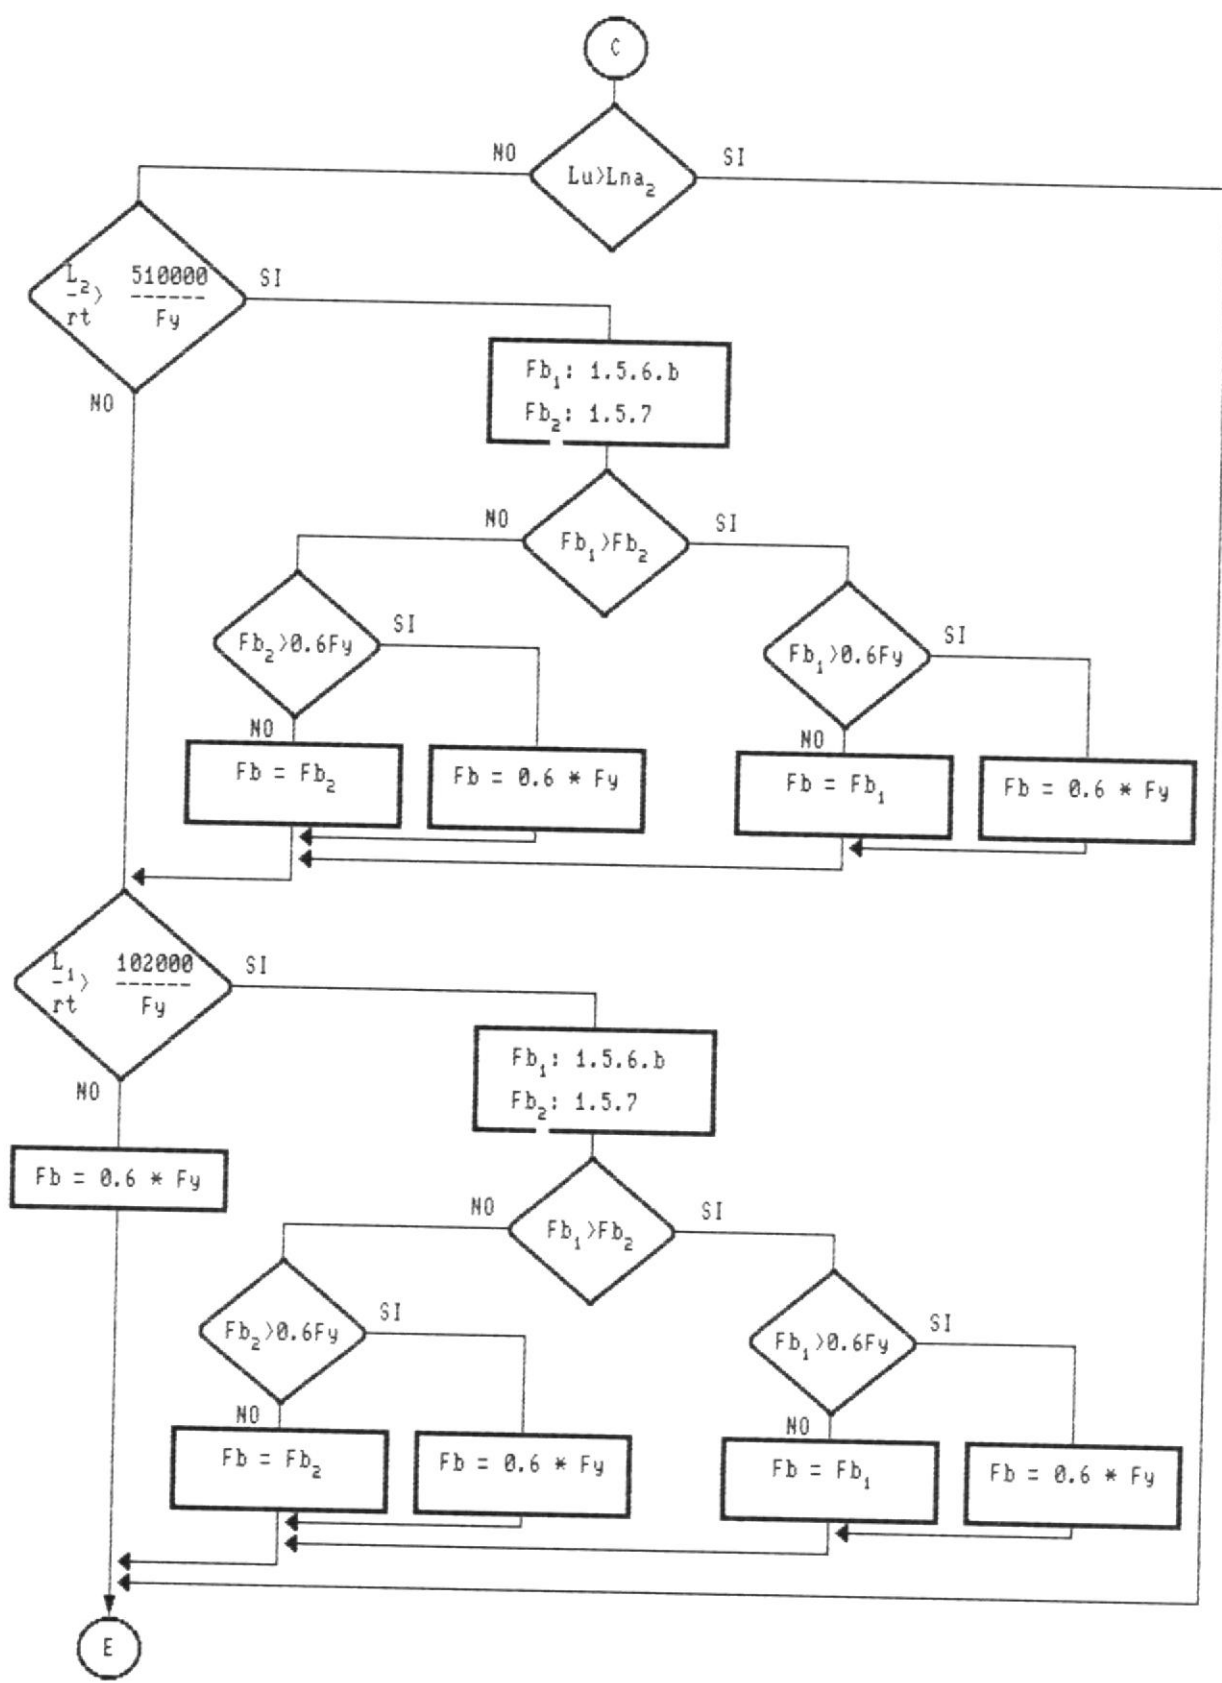 C
NO
SI
Lu>Lna₂
L₂
510000
SI
-- > ------
rt
Fy
NO
Fb₁: 1.5.6.b
Fb₂: 1.5.7
NO
SI
Fb₁>Fb₂
SI
SI
Fb₂>0.6Fy
Fb₁>0.6Fy
NO
NO
Fb = Fb₂
Fb = 0.6 * Fy
Fb = Fb₁
Fb = 0.6 * Fy
L₁
102000
SI
-- > ------
rt
Fy
NO
Fb₁: 1.5.6.b
Fb₂: 1.5.7
Fb = 0.6 * Fy
NO
SI
Fb₁>Fb₂
SI
SI
Fb₂>0.6Fy
Fb₁>0.6Fy
NO
NO
Fb = Fb₂
Fb = 0.6 * Fy
Fb = Fb₁
Fb = 0.6 * Fy
E